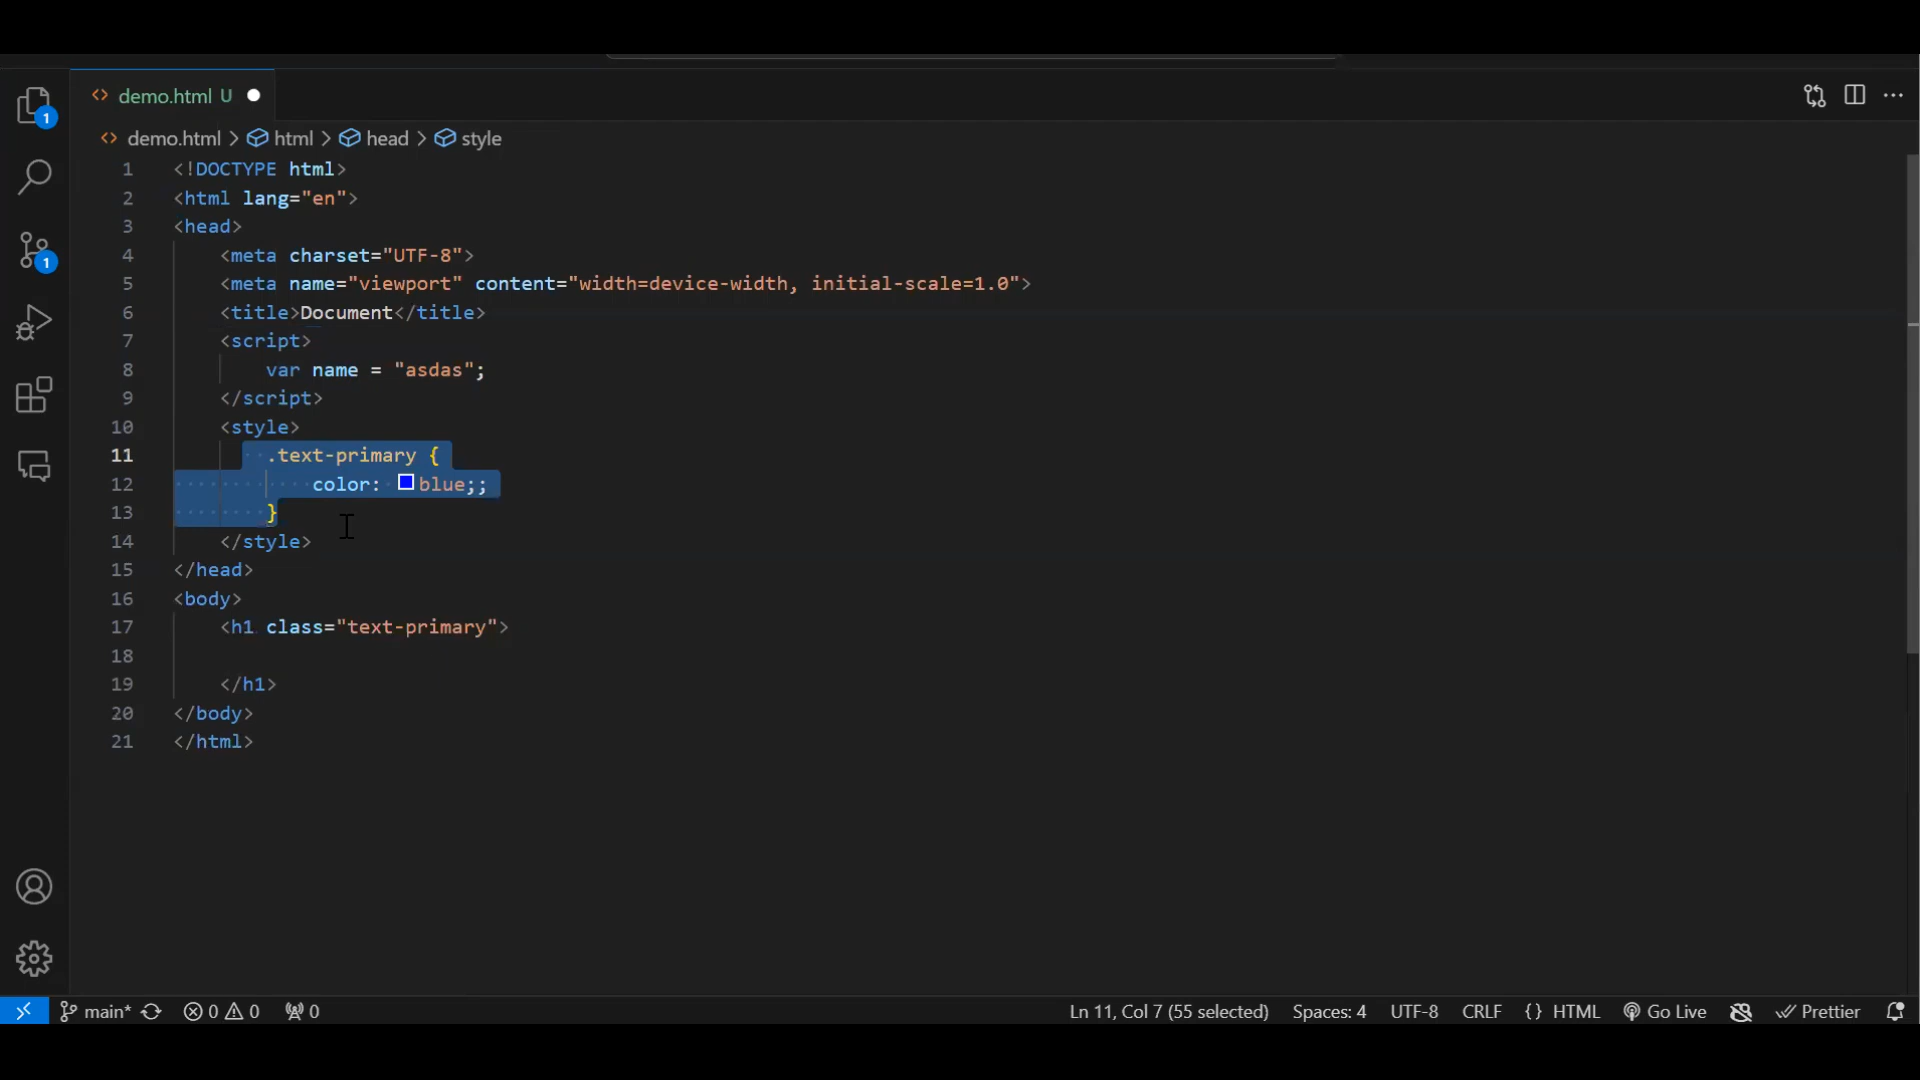 demo.html U
demo.html > html > head > style
1 <!DOCTYPE html>
2 <html lang="en">
3 <head>
4 <meta charset="UTF-8">
5 <meta name="viewport" content="width=device-width, initial-scale=1.0">
6 <title>Document</title>
7 <script>
8 var name = "asdas";
9 </script>
10 <style>
11 .text-primary {
12 color: blue;;
13 }
14 </style>
15 </head>
16 <body>
17 <h1 class="text-primary">
18
19 </h1>
20 </body>
21 </html>
1
1
main* 0 0 0 Ln 11, Col 7 (55 selected) Spaces: 4 UTF-8 CRLF {} HTML Go Live Prettier